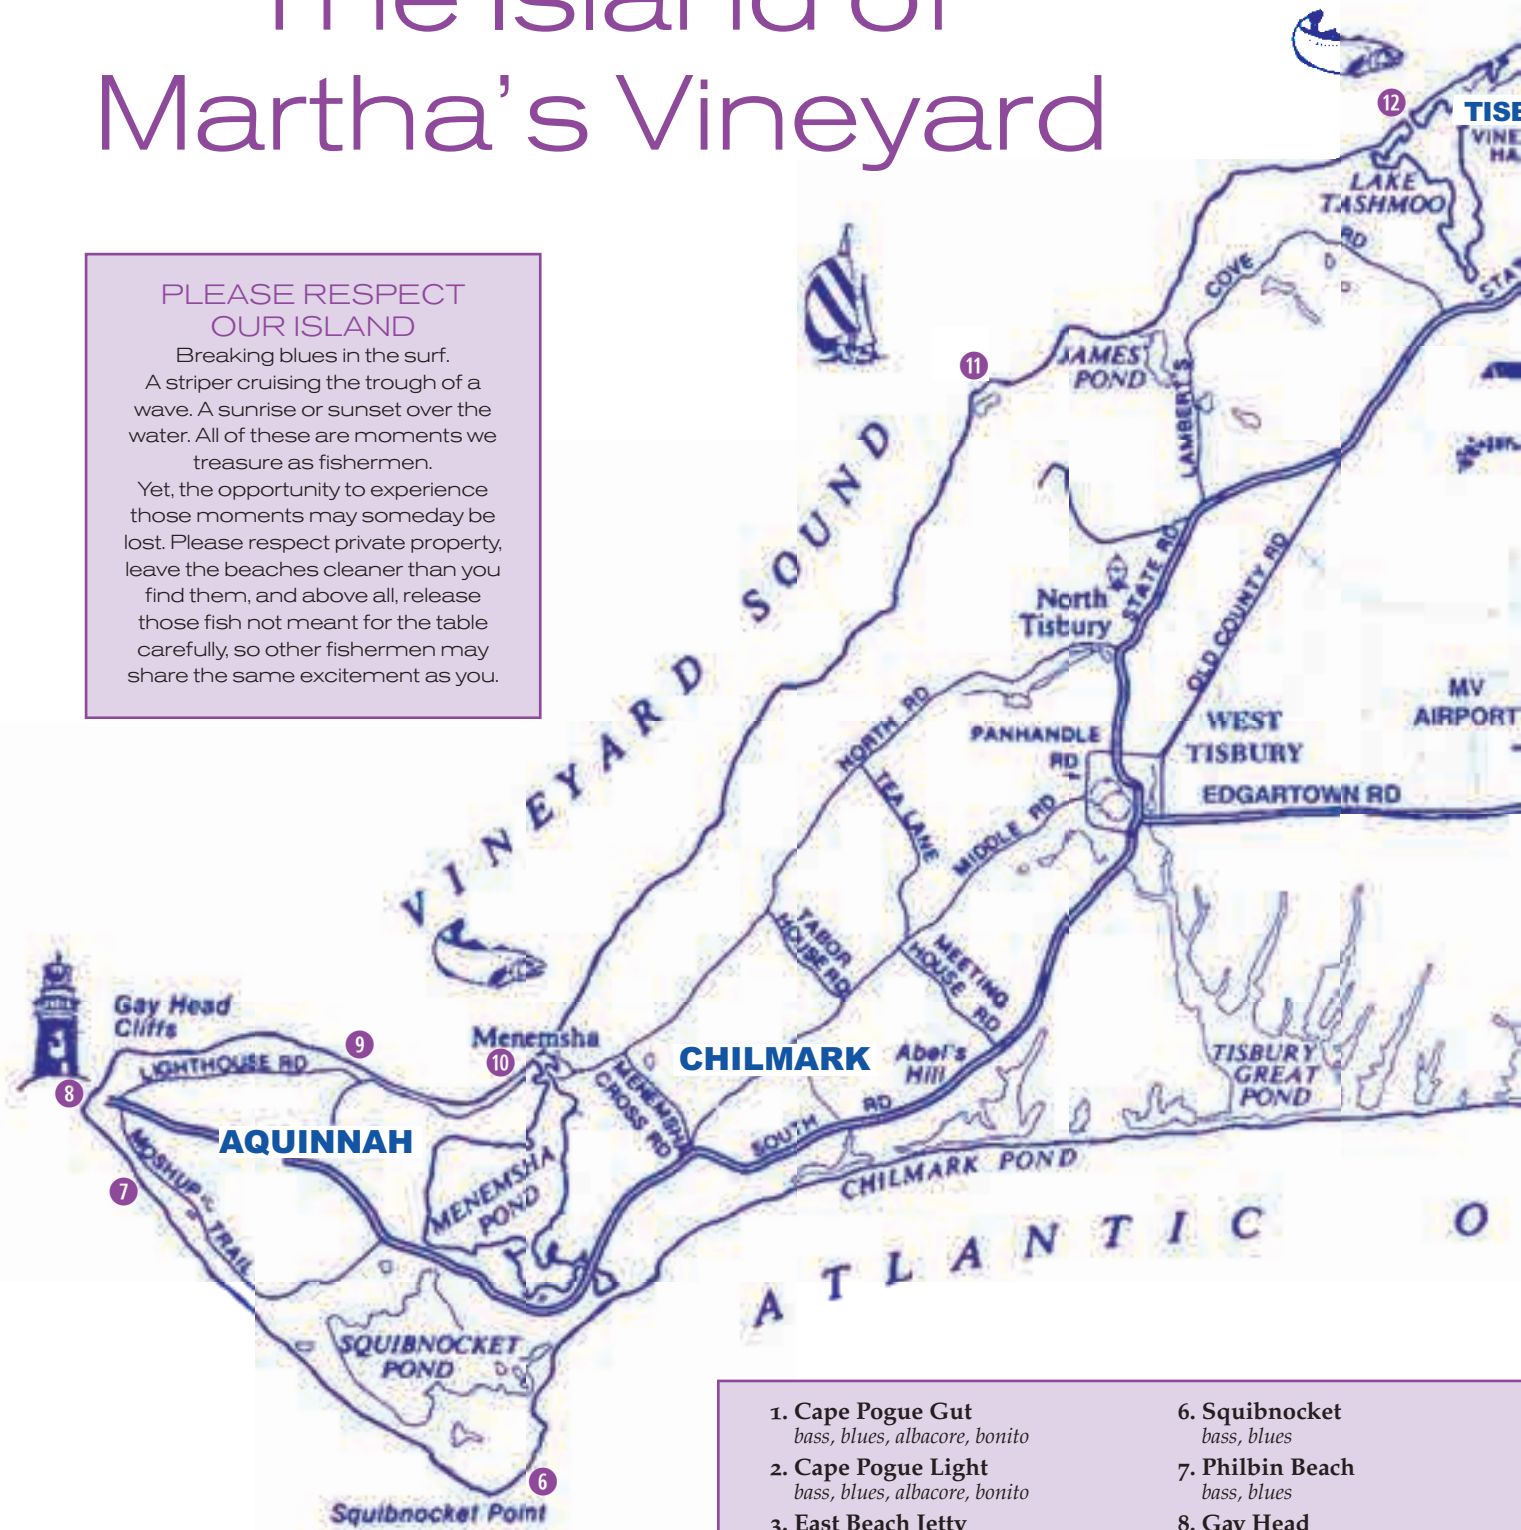 The Island of
Martha's Vineyard
PLEASE RESPECT
OUR ISLAND
Breaking blues in the surf.
A striper cruising the trough of a
wave. A sunrise or sunset over the
water. All of these are moments we
treasure as fishermen.
Yet, the opportunity to experience
those moments may someday be
lost. Please respect private property,
leave the beaches cleaner than you
find them, and above all, release
those fish not meant for the table
carefully, so other fishermen may
share the same excitement as you.
12
TISB
VINE
HA
LAKE
TASHMOO
COVE
RD
STA
11
JAMES
POND
LAMBERT'S
VINEYARD SOUND
STATE RD
North
Tisbury
OLD COUNTY RD
MV
AIRPORT
NORTH RD
PANHANDLE
RD
WEST
TISBURY
EDGARTOWN RD
TEA LANE
MIDDLE RD
TABOR
HOUSE RD
MEETING
HOUSE RD
Gay Head
Cliffs
9
LIGHTHOUSE RD
8
Menemsha
10
CHILMARK
MENEMSHA
CROSS RD
Abel's
Hill
SOUTH RD
TISBURY
GREAT
POND
AQUINNAH
MOSHUP TRAIL
7
MENEMSHA
POND
CHILMARK POND
ATLANTIC O
SQUIBNOCKET
POND
6
Squibnocket Point
1. Cape Pogue Gut
bass, blues, albacore, bonito
2. Cape Pogue Light
bass, blues, albacore, bonito
3. East Beach Jetty
6. Squibnocket
bass, blues
7. Philbin Beach
bass, blues
8. Gay Head